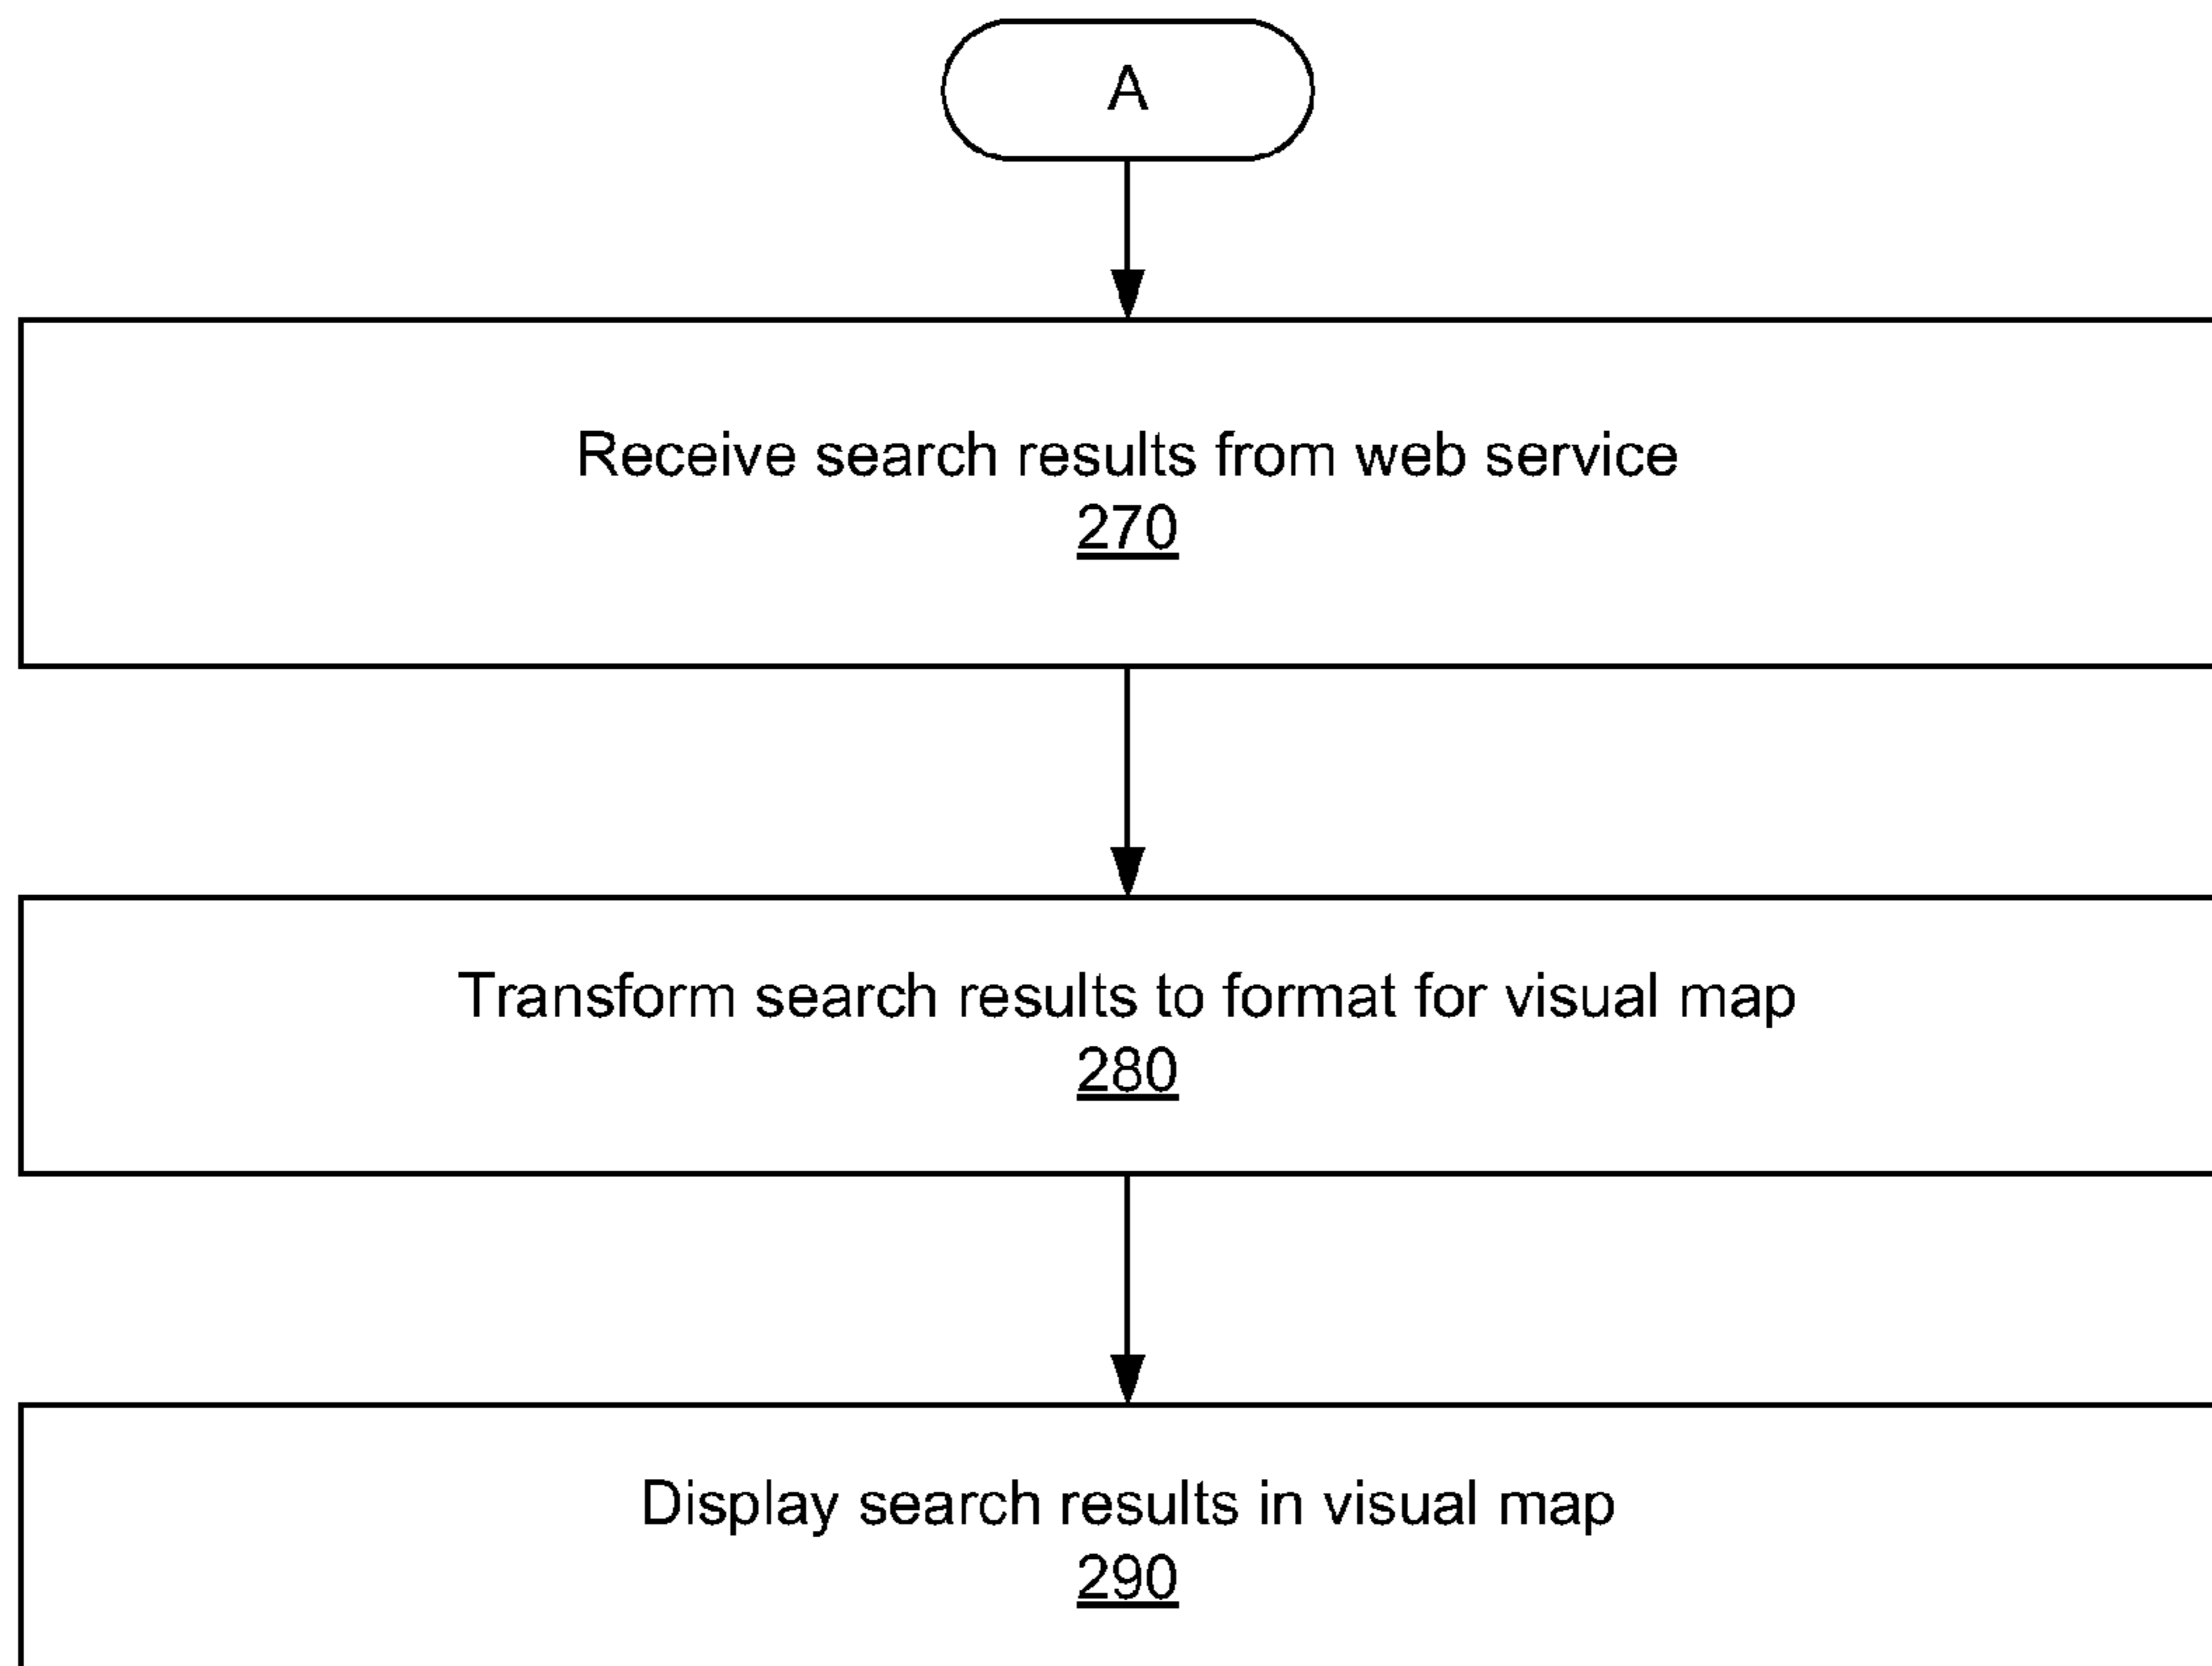 A
Receive search results from web service
270
Transform search results to format for visual map
280
Display search results in visual map
290